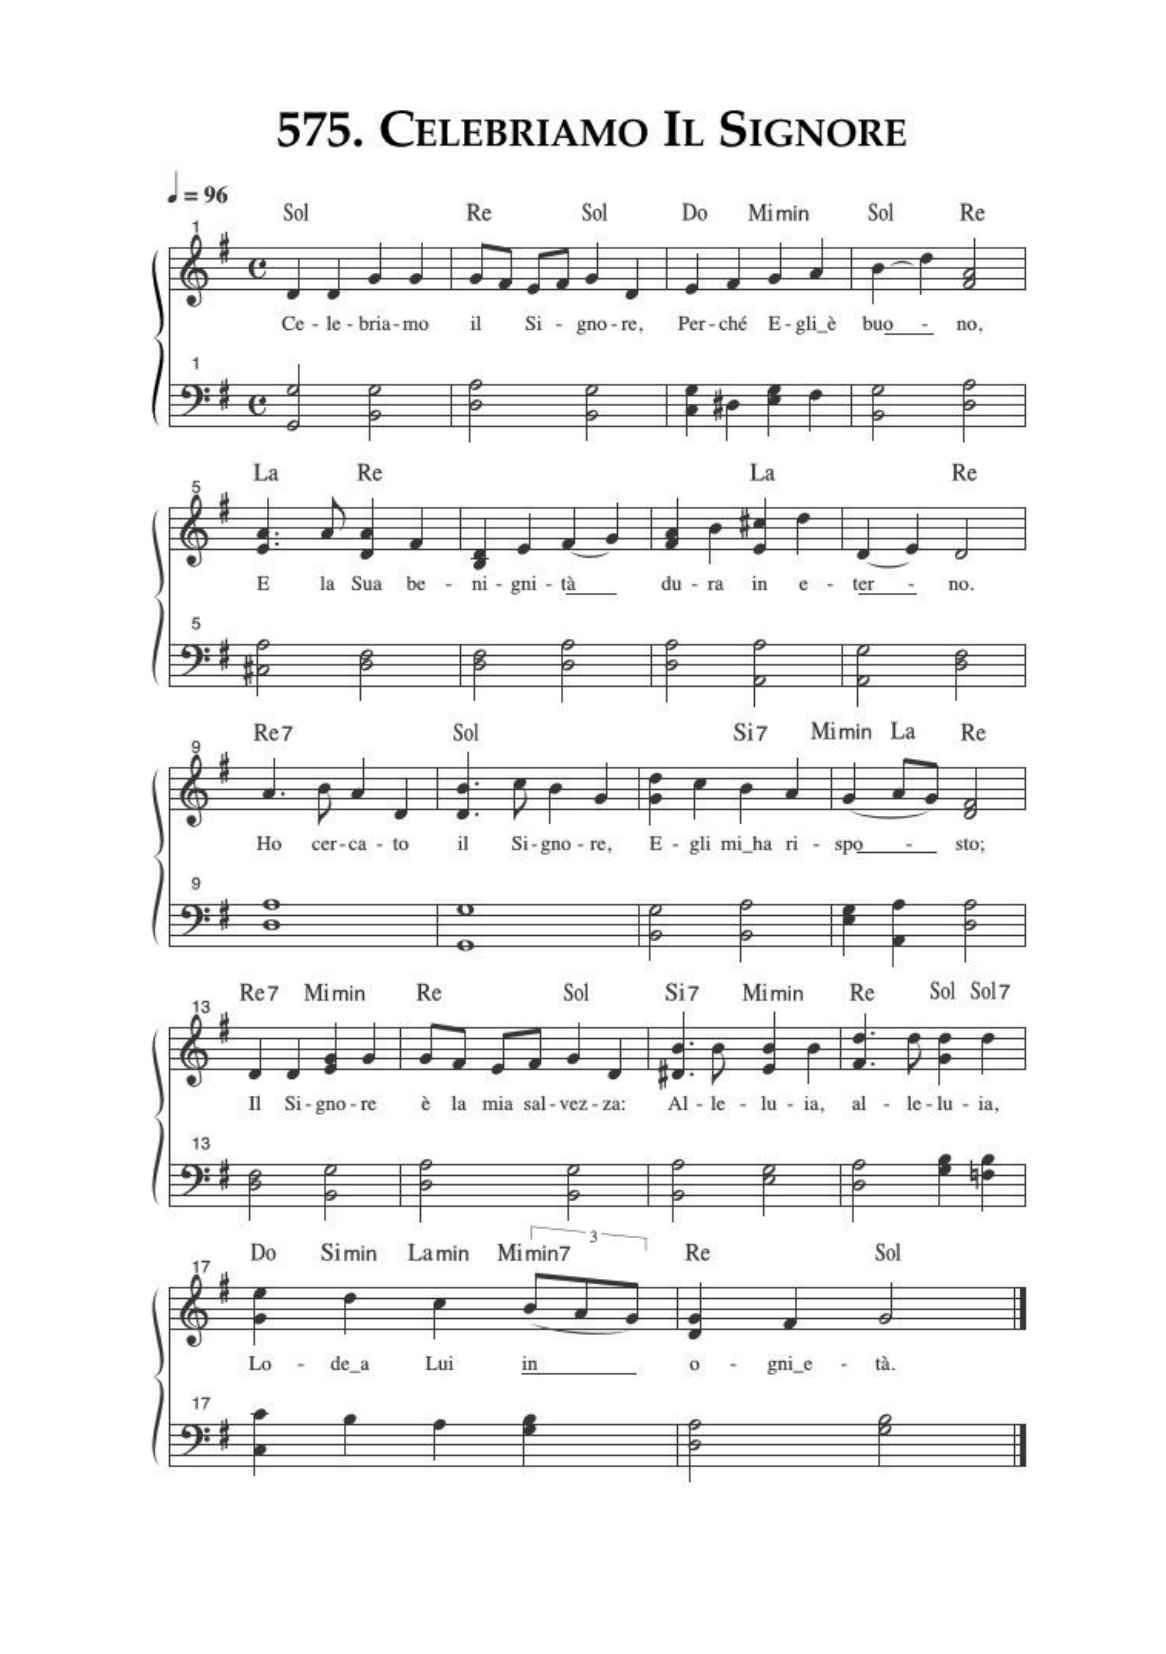 575. CELEBRIAMO IL SIGNORE
♩ = 96
Sol Re Sol Do Mimin Sol Re
1
Ce - le - bria - mo il Si - gno - re, Per - ché E - gli_è buo - no,
1
La Re La Re
5
E la Sua be - ni - gni - tà du - ra in e - ter - no.
5
Re7 Sol Si7 Mimin La Re
9
Ho cer - ca - to il Si - gno - re, E - gli mi_ha ri - spo - sto;
9
Re7 Mimin Re Sol Si7 Mimin Re Sol Sol7
13
Il Si - gno - re è la mia sal - vez - za: Al - le - lu - ia, al - le - lu - ia,
13
3
Do Simin Lamin Mimin7 Re Sol
17
Lo - de_a Lui in o - gni_e - tà.
17